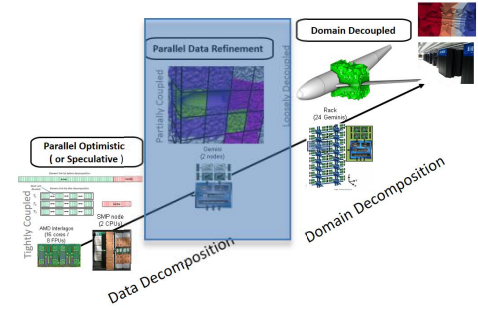 Domain Decoupled
Parallel Data Refinement
Partially Coupled
Loosely Decoupled
Rack
(24 Geminis)
Parallel Optimistic
( or Speculative )
Gemini
(2 nodes)
Tightly Coupled
SMP node
(2 CPUs)
AMD Interlagos
(16 cores /
8 FPUs)
Data Decomposition
Domain Decomposition